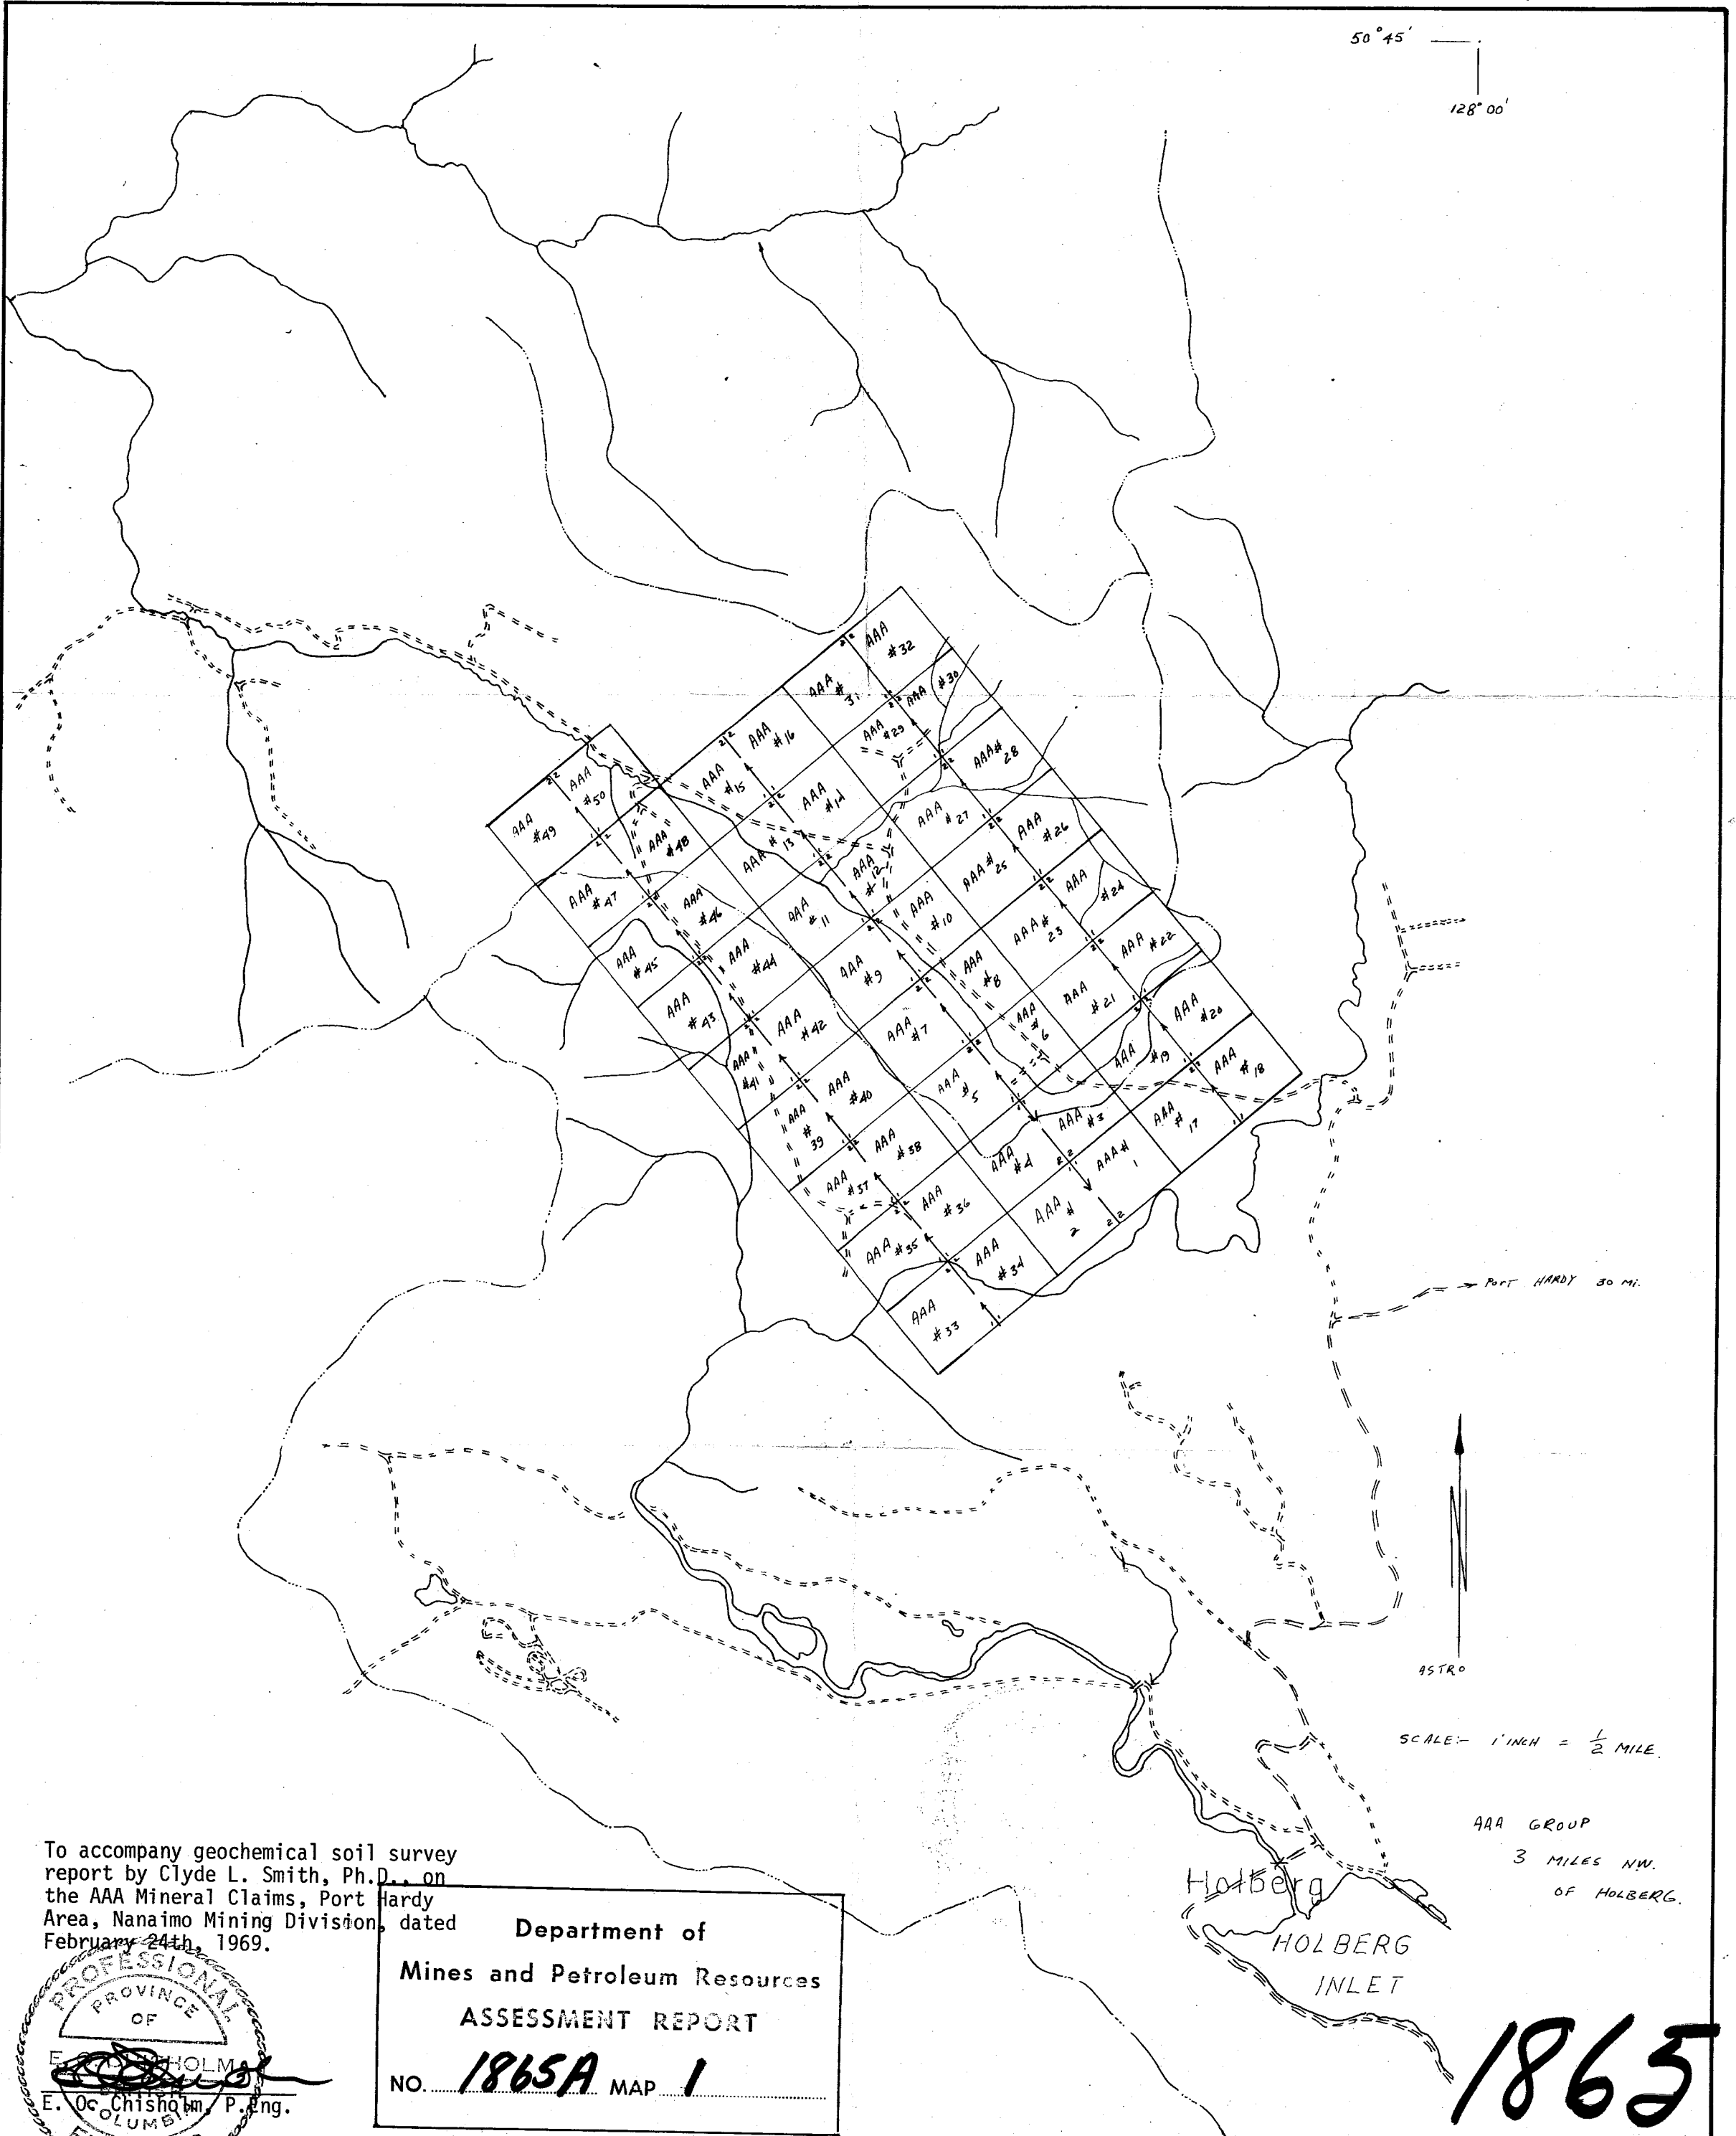 50°45'
128°00'
AAA
#32
AAA
#
31
AAA
#30
AAA
#29
AAA
#16
AAA#
28
AAA
#15
AAA
#14
AAA
#27
AAA
#26
AAA
#50
AAA
#49
AAA
#48
AAA #
13
AAA
12
#
AAA#
25
AAA
#24
AAA
#47
AAA
#46
AAA
#11
AAA
#10
AAA#
23
AAA #22
AAA
#45
AAA
#44
AAA
#9
AAA
#8
AAA
#21
AAA
#20
AAA
#43
AAA
#42
AAA
#7
AAA
#
6
AAA
#19
AAA
#18
AAA
#41
AAA
#40
AAA
#5
AAA
#3
AAA
#17
AAA
#
39
AAA
#38
AAA
#4
AAA#
1
AAA
#37
AAA
#36
AAA #
2
AAA #35
AAA
#34
AAA
#33
PORT HARDY 30 MI.
ASTRO
SCALE:- 1 INCH = 1/2 MILE.
AAA GROUP
3 MILES NW.
OF HOLBERG.
Holberg
HOLBERG
INLET
To accompany geochemical soil survey
report by Clyde L. Smith, Ph.D., on
the AAA Mineral Claims, Port Hardy
Area, Nanaimo Mining Division, dated
February 24th, 1969.
PROFESSIONAL
PROVINCE
OF
E. O. CHISHOLM
BRITISH
COLUMBIA
E. O. Chisholm, P.Eng.
Department of
Mines and Petroleum Resources
ASSESSMENT REPORT
NO. 1865A MAP 1
1865